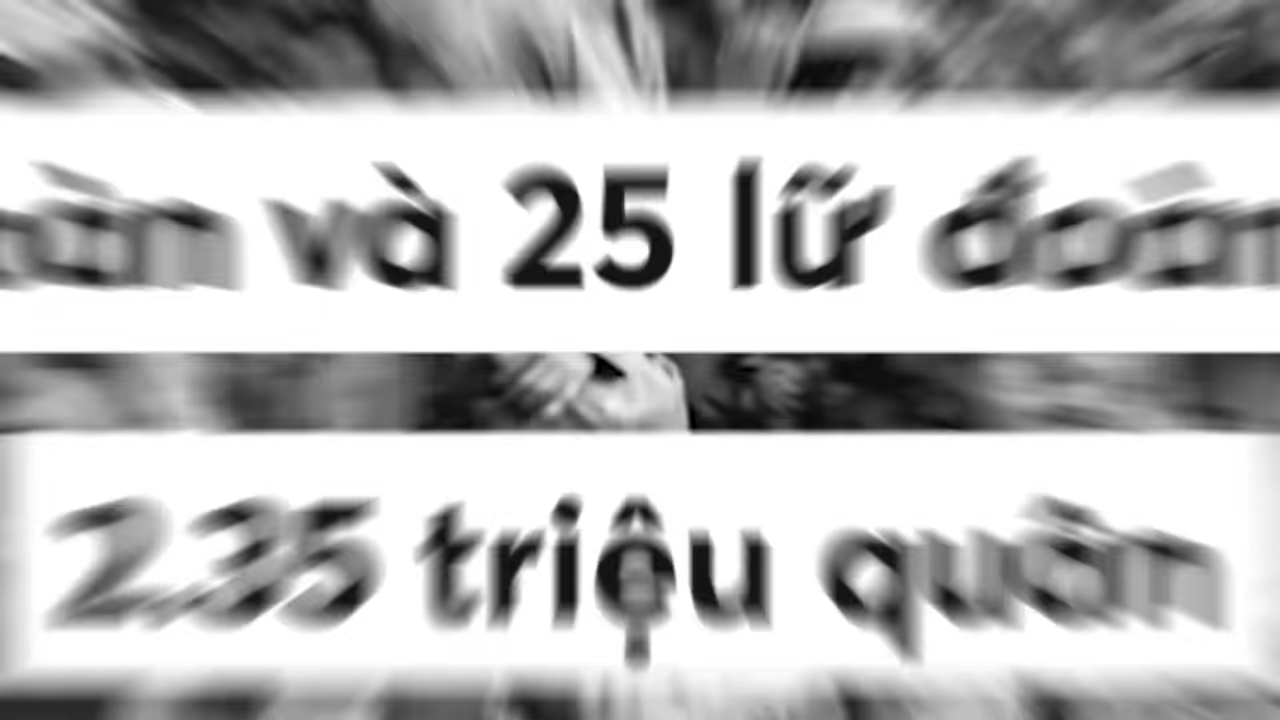 và 25 lữ đoàn
2.35 triệu quân